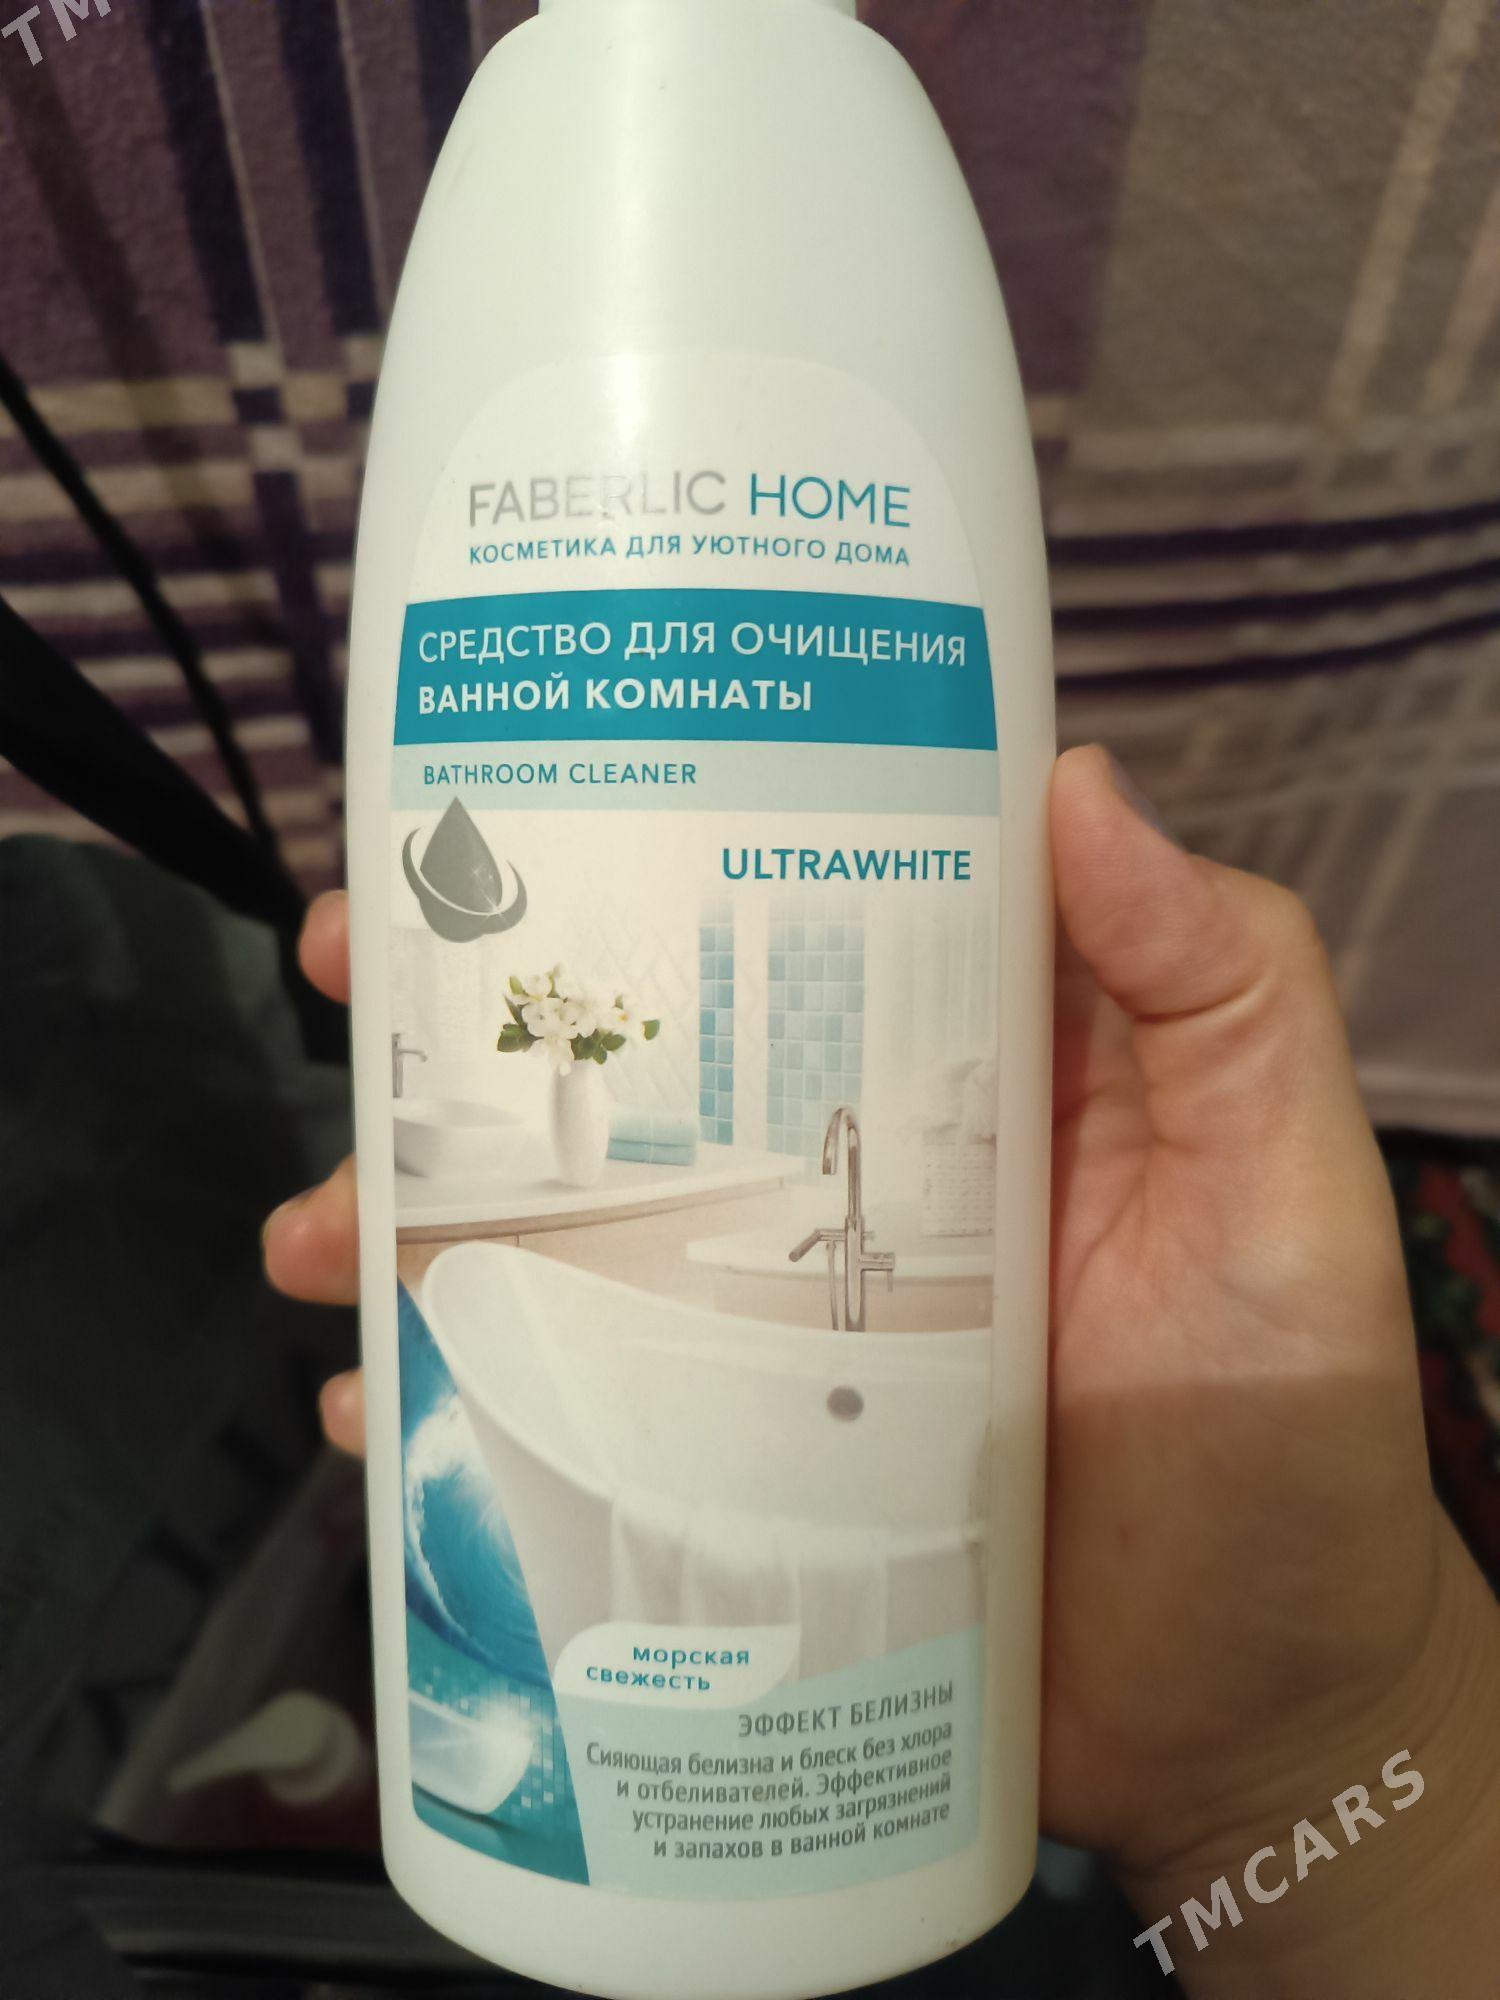 TM
FABERLIC HOME
КОСМЕТИКА ДЛЯ УЮТНОГО ДОМА
СРЕДСТВО ДЛЯ ОЧИЩЕНИЯ
ВАННОЙ КОМНАТЫ
BATHROOM CLEANER
ULTRAWHITE
морская
свежесть
ЭФФЕКТ БЕЛИЗНЫ
Сияющая белизна и блеск без хлора
и отбеливателей. Эффективное
устранение любых загрязнений
и запахов в ванной комнате
TMCARS